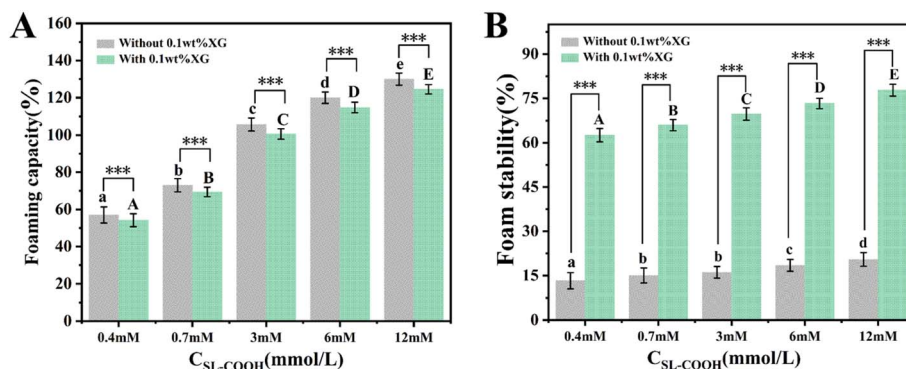 A
Without 0.1wt%XG
With 0.1wt%XG
Foaming capacity(%)
160
140
120
100
80
60
40
20
0
***
***
***
***
***
a
A
b
B
c
C
d
D
e
E
0.4mM
0.7mM
3mM
6mM
12mM
C_SL-COOH(mmol/L)
B
Without 0.1wt%XG
With 0.1wt%XG
Foam stability(%)
90
75
60
45
30
15
0
***
***
***
***
***
a
A
b
B
b
C
c
D
d
E
0.4mM
0.7mM
3mM
6mM
12mM
C_SL-COOH(mmol/L)